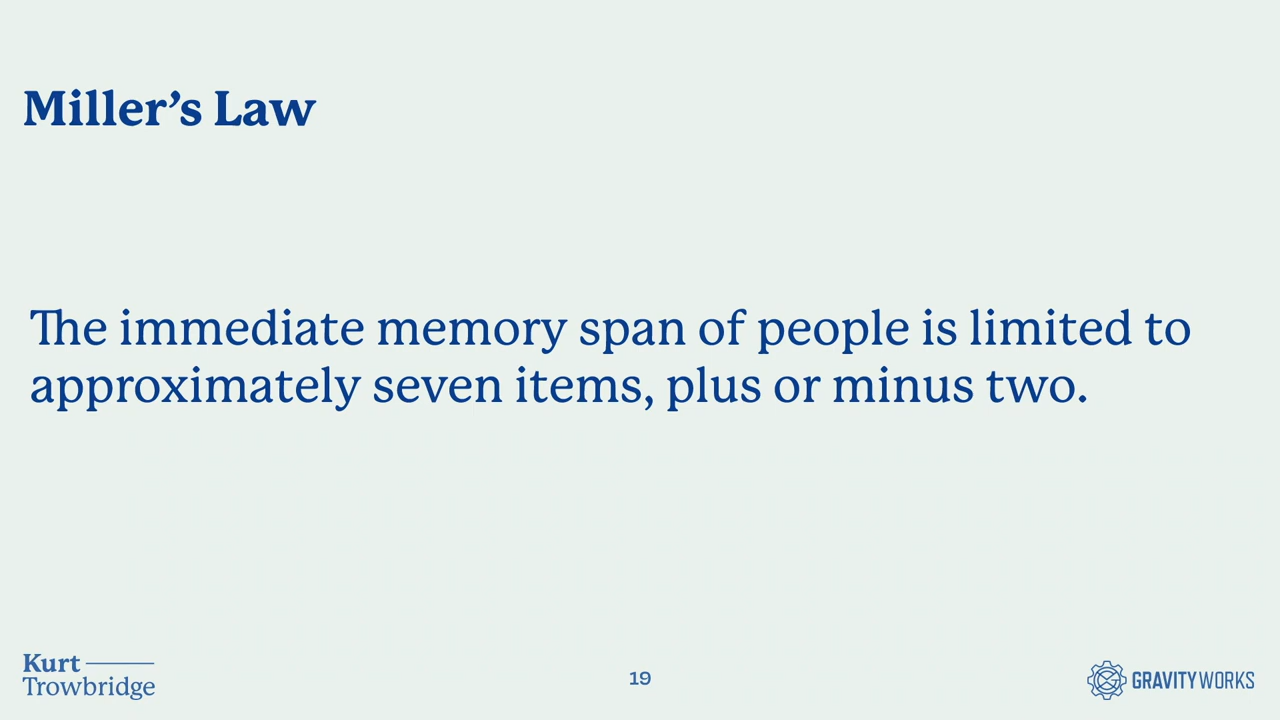 Miller’s Law
The immediate memory span of people is limited to
approximately seven items, plus or minus two.
Kurt
Trowbridge
19
GRAVITYWORKS